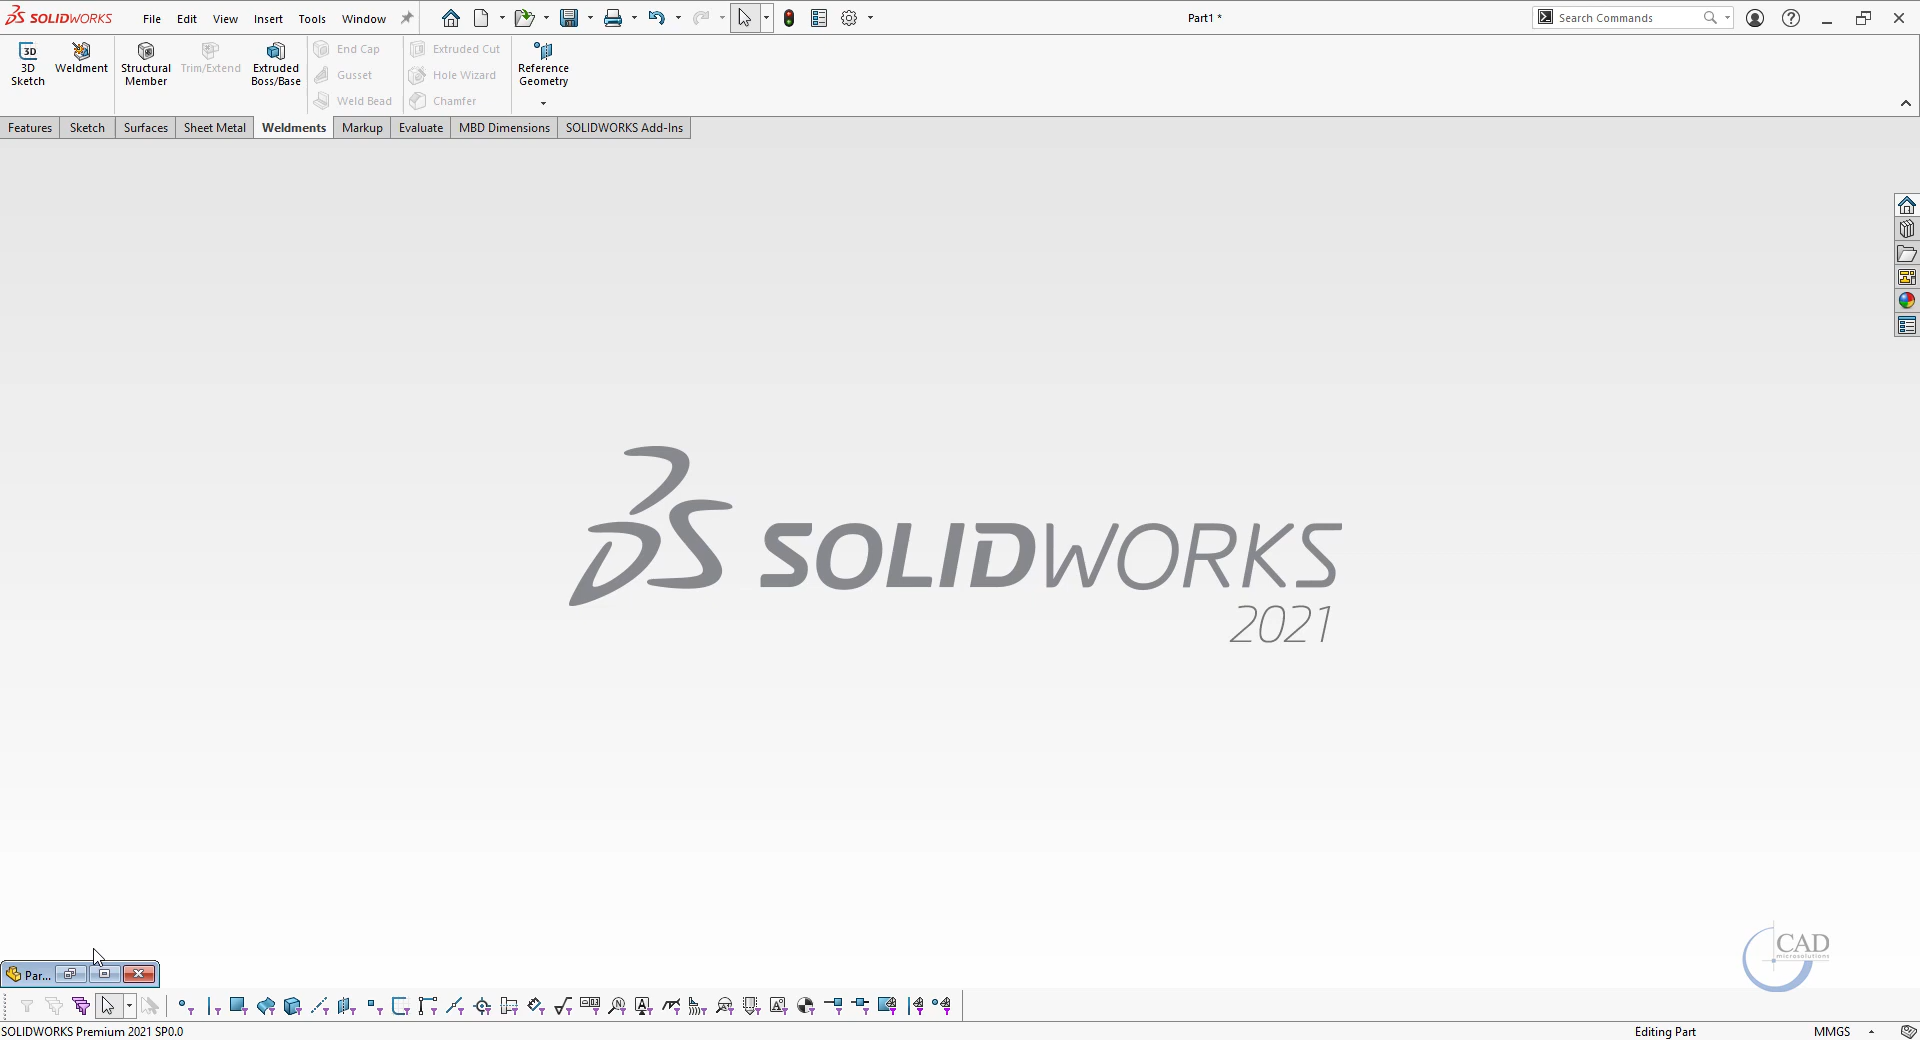 SOLIDWORKS File Edit View Insert Tools Window Part1 * Search Commands
3D Sketch
Weldment
Structural Member
Trim/Extend
Extruded Boss/Base
End Cap
Gusset
Weld Bead
Extruded Cut
Hole Wizard
Chamfer
Reference Geometry
Features Sketch Surfaces Sheet Metal Weldments Markup Evaluate MBD Dimensions SOLIDWORKS Add-Ins
SOLIDWORKS
2021
CAD
microsolutions
Par...
SOLIDWORKS Premium 2021 SP0.0 Editing Part MMGS